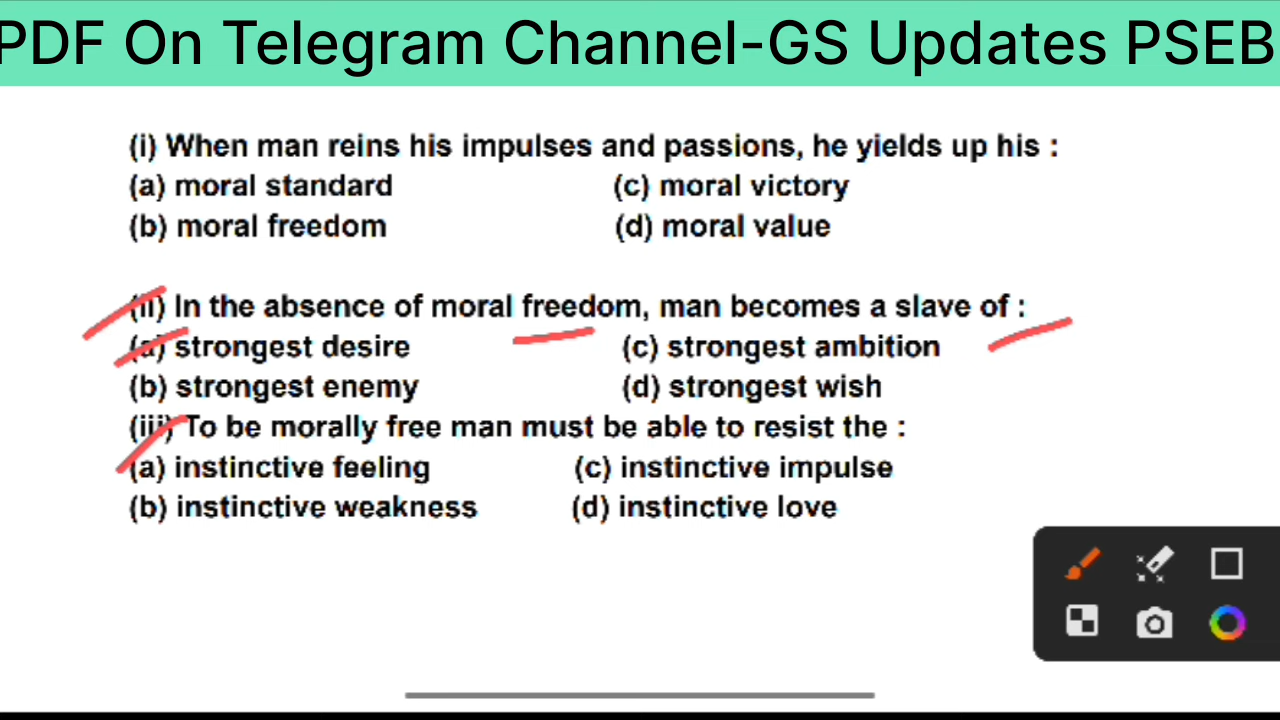 PDF On Telegram Channel-GS Updates PSEB
(i) When man reins his impulses and passions, he yields up his :
(a) moral standard (c) moral victory
(b) moral freedom (d) moral value
(ii) In the absence of moral freedom, man becomes a slave of :
(a) strongest desire (c) strongest ambition
(b) strongest enemy (d) strongest wish
(iii) To be morally free man must be able to resist the :
(a) instinctive feeling (c) instinctive impulse
(b) instinctive weakness (d) instinctive love